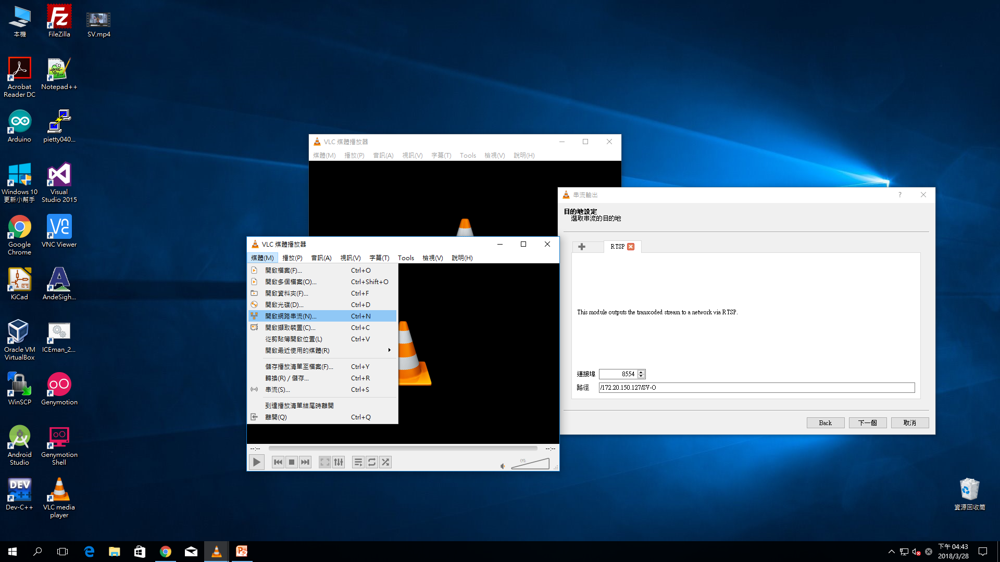 本機
FileZilla
SV.mp4
Acrobat
Reader DC
Notepad++
Arduino
pietty040...
Windows 10
更新小幫手
Visual
Studio 2015
Google
Chrome
VNC Viewer
KiCad
AndeSigh...
Oracle VM
VirtualBox
ICEman_2...
WinSCP
Genymotion
Android
Studio
Genymotion
Shell
DEV
Dev-C++
VLC media
player
VLC 媒體播放器
媒體(M) 播放(P) 音訊(A) 視訊(V) 字幕(T) Tools 檢視(V) 說明(H)
VLC 媒體播放器
媒體(M) 播放(P) 音訊(A) 視訊(V) 字幕(T) Tools 檢視(V) 說明(H)
開啟檔案(F)... Ctrl+O
開啟多個檔案(O)... Ctrl+Shift+O
開啟資料夾(F)... Ctrl+F
開啟光碟(D)... Ctrl+D
開啟網路串流(N)... Ctrl+N
開啟擷取裝置(C)... Ctrl+C
從剪貼簿開啟位置(L) Ctrl+V
開啟最近使用的媒體(R)
儲存播放清單至檔案(F)... Ctrl+Y
轉換(R) / 儲存... Ctrl+R
串流(S)... Ctrl+S
到達播放清單結尾時離開
離開(Q) Ctrl+Q
--:-- --:--
0%
串流輸出
目的地設定
選取串流的目的地
RTSP
This module outputs the transcoded stream to a network via RTSP.
連接埠 8554
路徑 /172.20.150.127/SV-O
Back 下一個 取消
資源回收筒
下午 04:43
2018/3/28